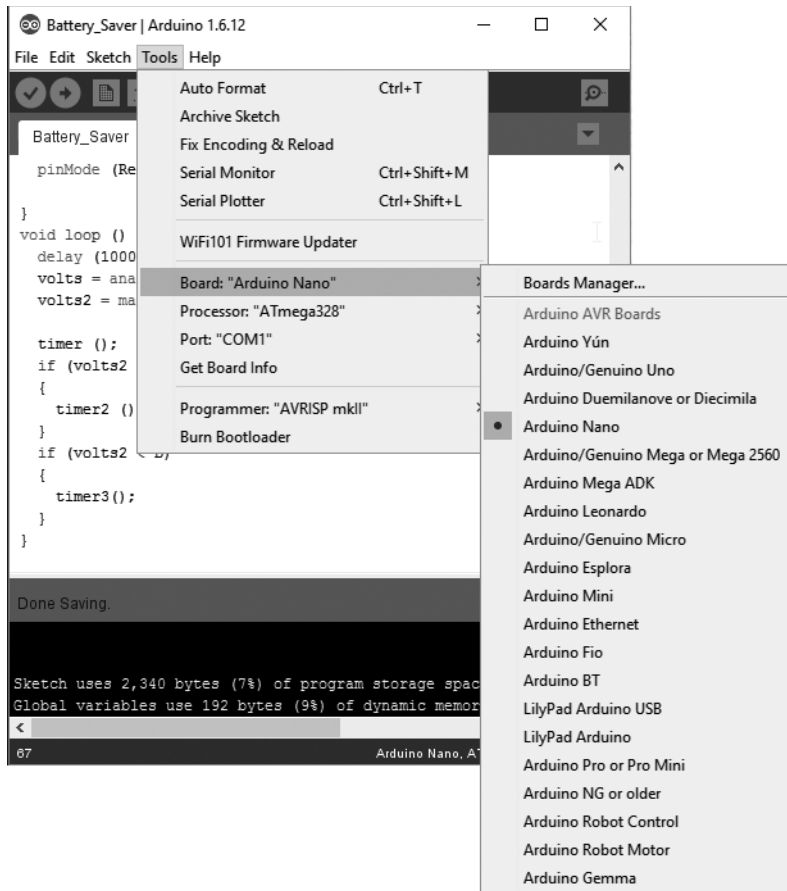 Battery_Saver | Arduino 1.6.12
File Edit Sketch Tools Help
Auto Format Ctrl+T
Archive Sketch
Fix Encoding & Reload
Serial Monitor Ctrl+Shift+M
Serial Plotter Ctrl+Shift+L
WiFi101 Firmware Updater
Board: "Arduino Nano"
Processor: "ATmega328"
Port: "COM1"
Get Board Info
Programmer: "AVRISP mkII"
Burn Bootloader
Boards Manager...
Arduino AVR Boards
Arduino Yún
Arduino/Genuino Uno
Arduino Duemilanove or Diecimila
Arduino Nano
Arduino/Genuino Mega or Mega 2560
Arduino Mega ADK
Arduino Leonardo
Arduino/Genuino Micro
Arduino Esplora
Arduino Mini
Arduino Ethernet
Arduino Fio
Arduino BT
LilyPad Arduino USB
LilyPad Arduino
Arduino Pro or Pro Mini
Arduino NG or older
Arduino Robot Control
Arduino Robot Motor
Arduino Gemma
Battery_Saver
pinMode (Re
}
void loop ()
delay (1000
volts = ana
volts2 = ma
timer ();
if (volts2
{
timer2 ()
}
if (volts2 <
{
timer3();
}
}
Done Saving.
Sketch uses 2,340 bytes (7%) of program storage spac
Global variables use 192 bytes (9%) of dynamic memor
67 Arduino Nano, AT